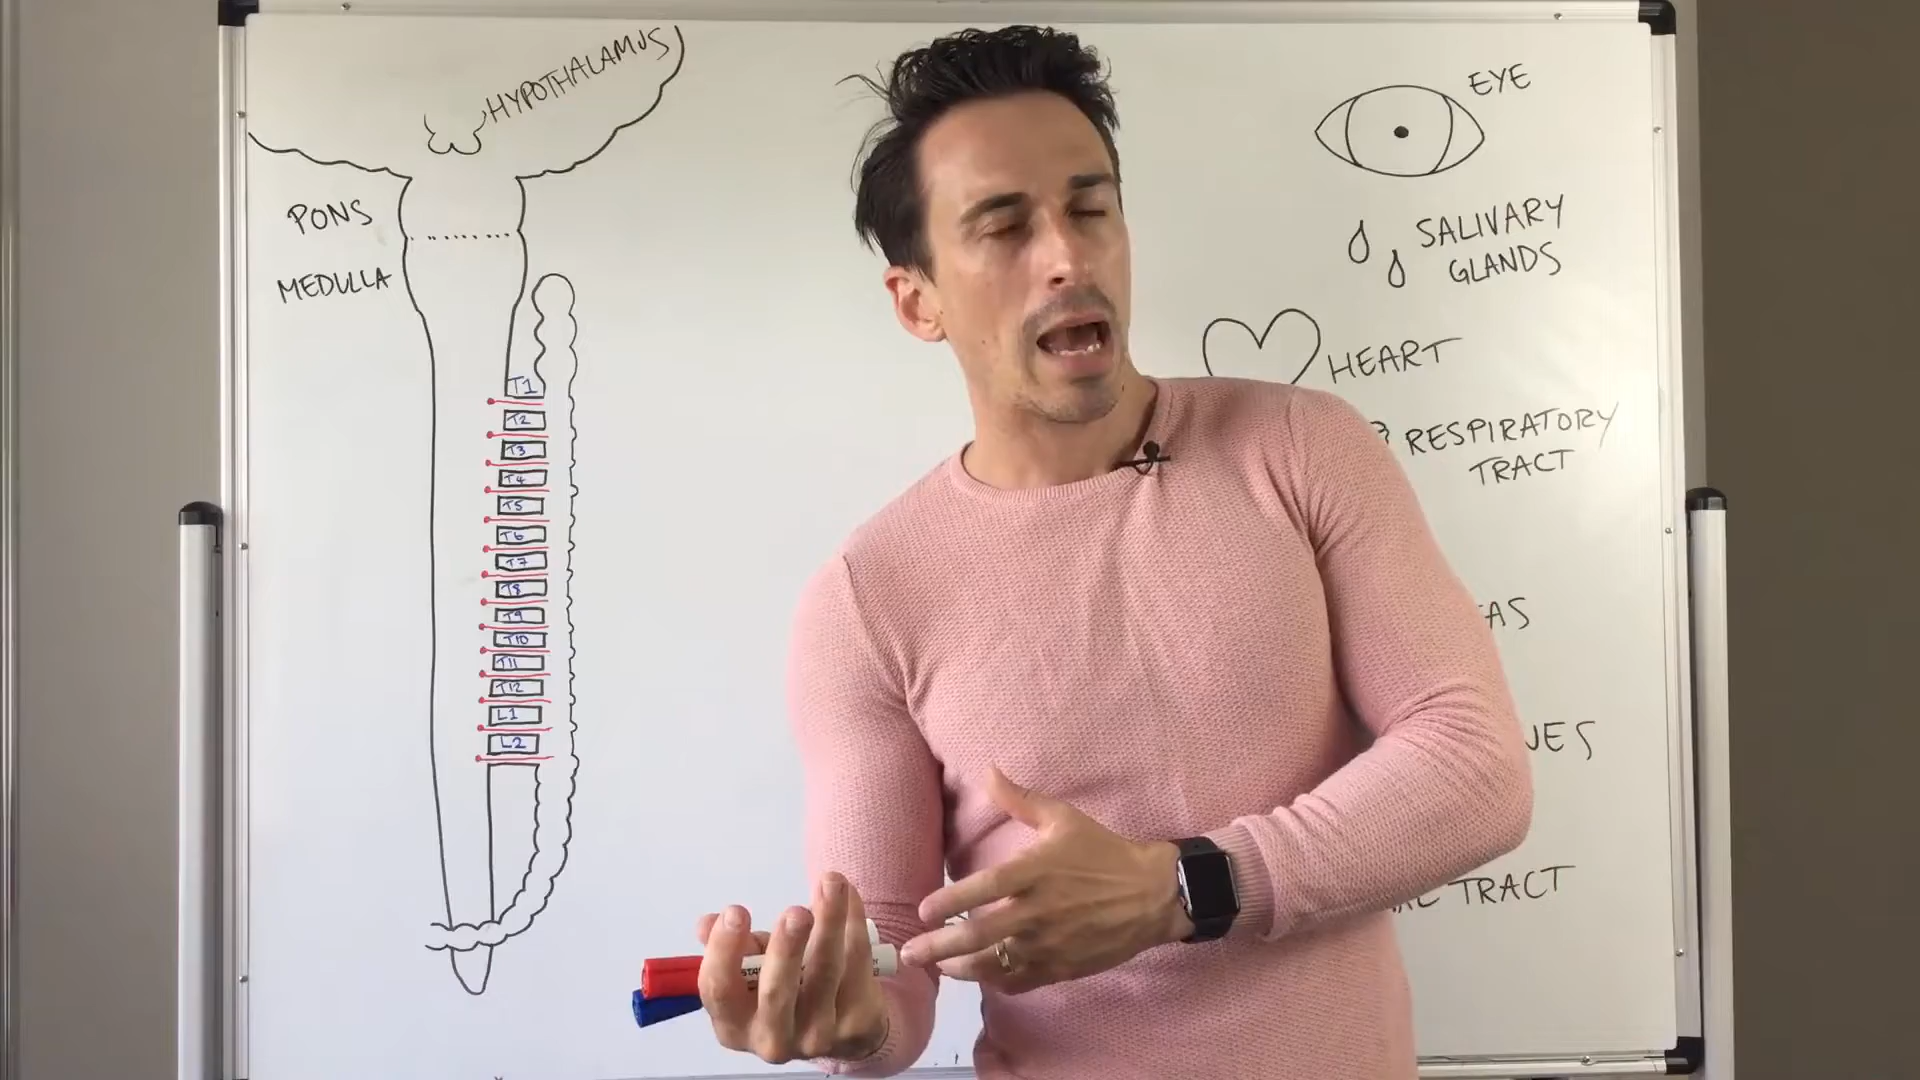 HYPOTHALAMUS
PONS
MEDULLA
T1
T2
T3
T4
T5
T6
T7
T8
T9
T10
T11
T12
L1
L2
EYE
SALIVARY
GLANDS
HEART
RESPIRATORY
TRACT
TRACT